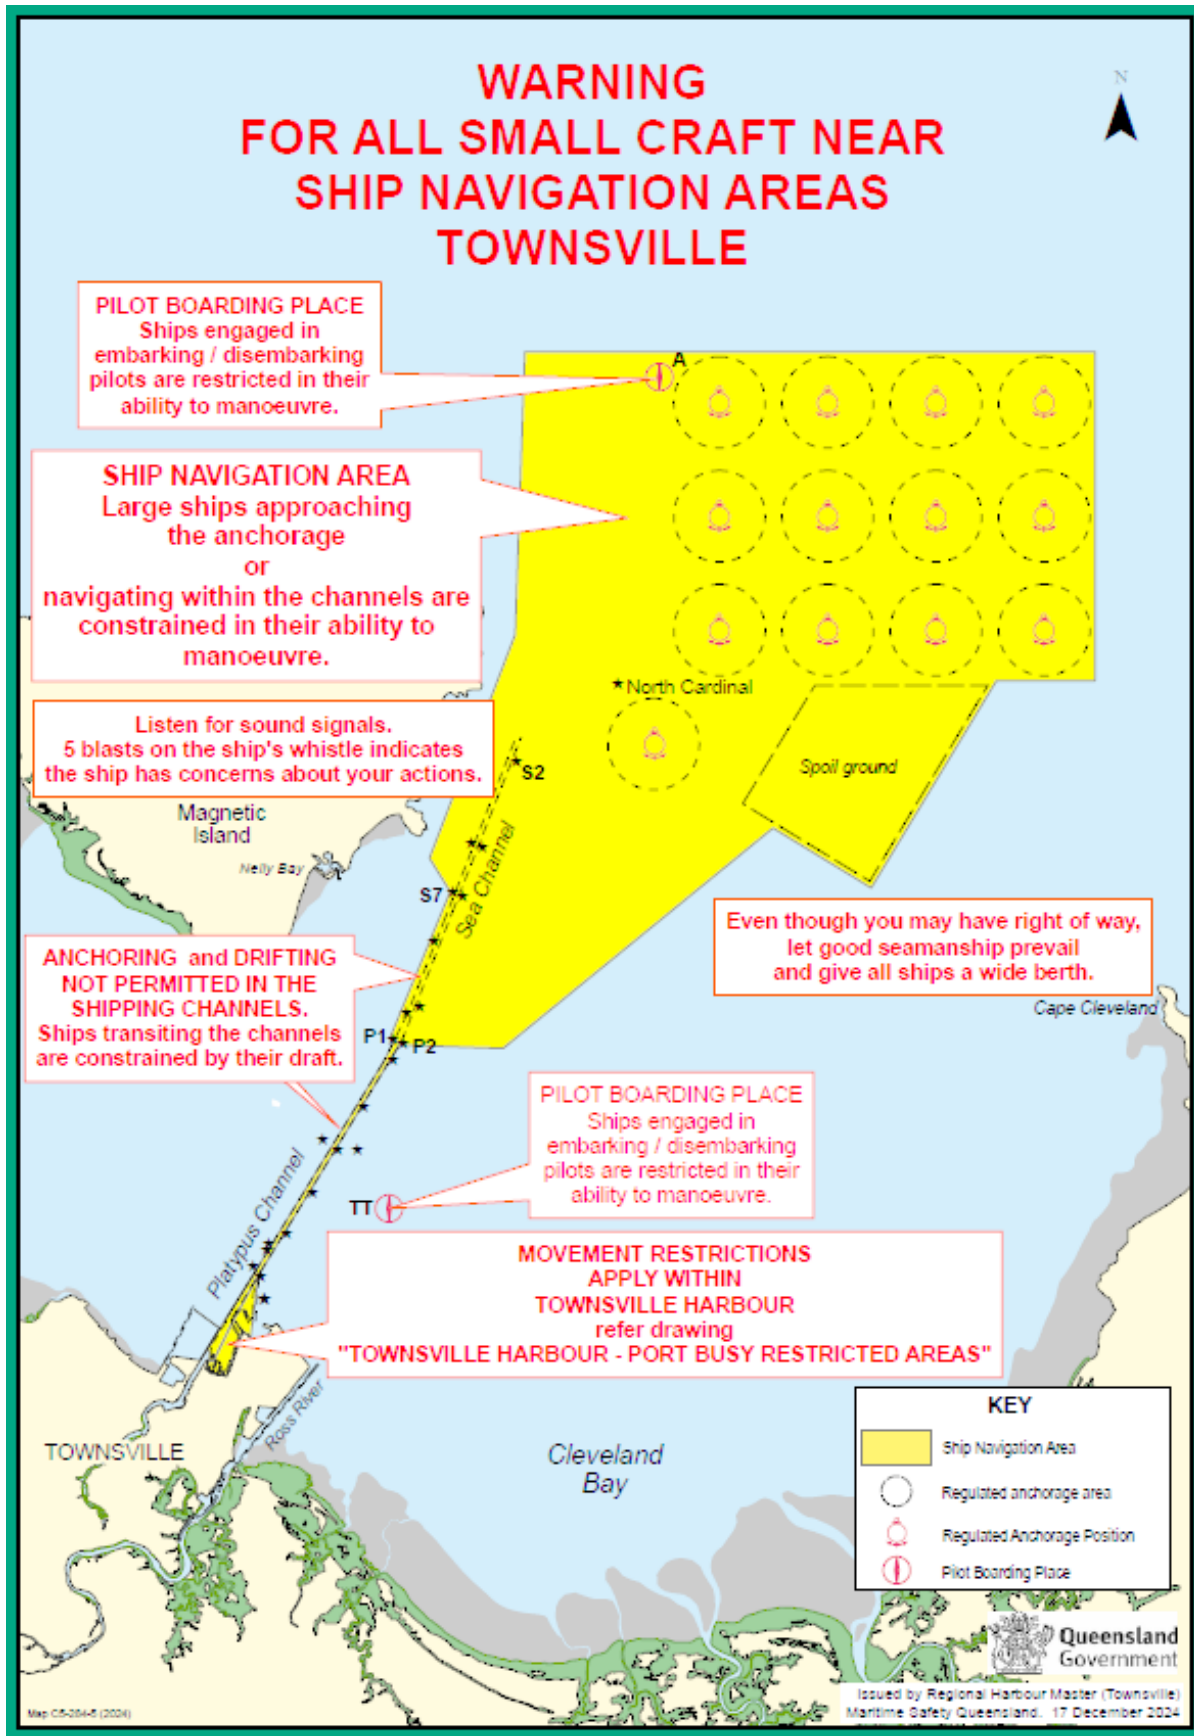 WARNING
FOR ALL SMALL CRAFT NEAR
SHIP NAVIGATION AREAS
TOWNSVILLE
N
PILOT BOARDING PLACE
Ships engaged in
embarking / disembarking
pilots are restricted in their
ability to manoeuvre.
A
SHIP NAVIGATION AREA
Large ships approaching
the anchorage
or
navigating within the channels are
constrained in their ability to
manoeuvre.
North Cardinal
Listen for sound signals.
5 blasts on the ship's whistle indicates
the ship has concerns about your actions.
S2
Spoil ground
Magnetic
Island
Nelly Bay
Sea Channel
S7
Even though you may have right of way,
let good seamanship prevail
and give all ships a wide berth.
ANCHORING and DRIFTING
NOT PERMITTED IN THE
SHIPPING CHANNELS.
Ships transiting the channels
are constrained by their draft.
Cape Cleveland
P1
P2
PILOT BOARDING PLACE
Ships engaged in
embarking / disembarking
pilots are restricted in their
ability to manoeuvre.
TT
Platypus Channel
MOVEMENT RESTRICTIONS
APPLY WITHIN
TOWNSVILLE HARBOUR
refer drawing
"TOWNSVILLE HARBOUR - PORT BUSY RESTRICTED AREAS"
Ross River
TOWNSVILLE
Cleveland
Bay
KEY
Ship Navigation Area
Regulated anchorage area
Regulated Anchorage Position
Pilot Boarding Place
Queensland
Government
Issued by Regional Harbour Master (Townsville)
Maritime Safety Queensland. 17 December 2024
Map CS-284-5 (2024)